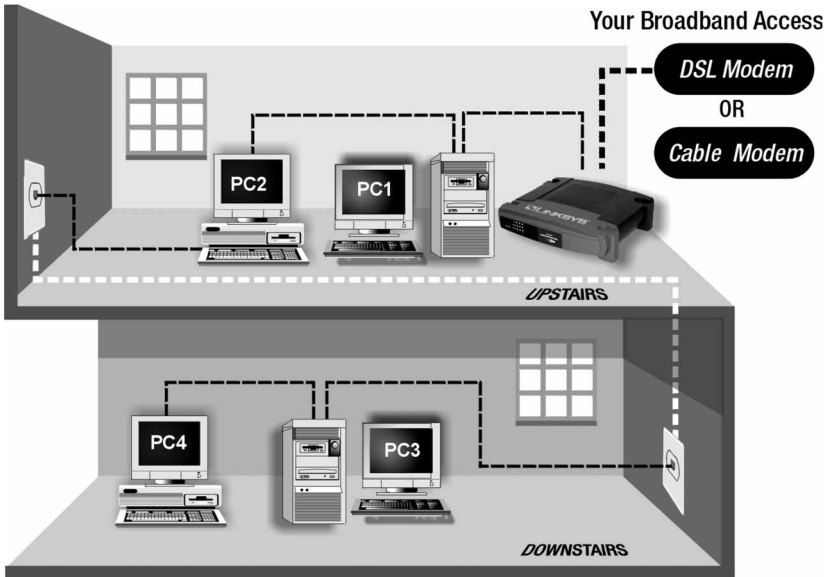 Your Broadband Access
DSL Modem
OR
Cable Modem
PC2
PC1
LINKSYS
UPSTAIRS
PC4
PC3
DOWNSTAIRS